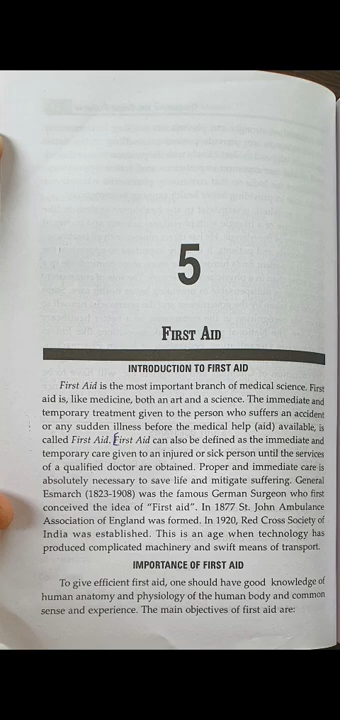 5
FIRST AID
INTRODUCTION TO FIRST AID
First Aid is the most important branch of medical science. First
aid is, like medicine, both an art and a science. The immediate and
temporary treatment given to the person who suffers an accident
or any sudden illness before the medical help (aid) available, is
called First Aid. First Aid can also be defined as the immediate and
temporary care given to an injured or sick person until the services
of a qualified doctor are obtained. Proper and immediate care is
absolutely necessary to save life and mitigate suffering. General
Esmarch (1823-1908) was the famous German Surgeon who first
conceived the idea of "First aid". In 1877 St. John Ambulance
Association of England was formed. In 1920, Red Cross Society of
India was established. This is an age when technology has
produced complicated machinery and swift means of transport.
IMPORTANCE OF FIRST AID
To give efficient first aid, one should have good knowledge of
human anatomy and physiology of the human body and common
sense and experience. The main objectives of first aid are: